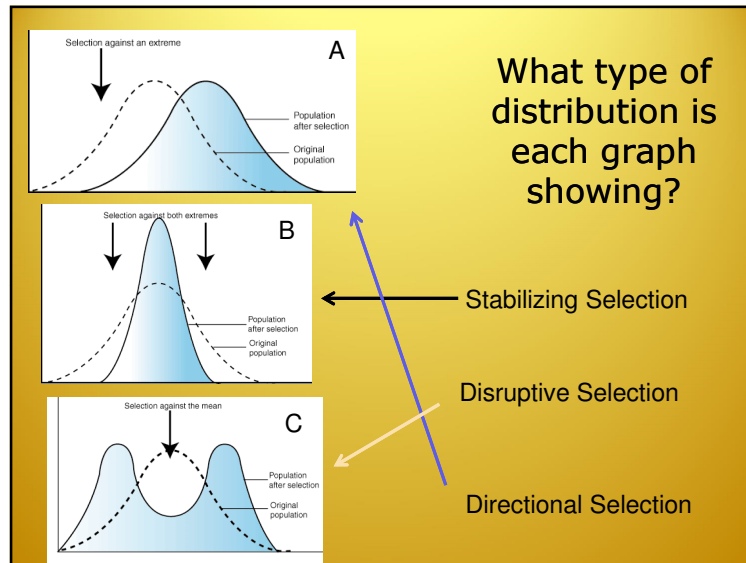 Selection against an extreme
A
Population
after selection
Original
population
What type of
distribution is
each graph
showing?
Selection against both extremes
B
Population
after selection
Original
population
Stabilizing Selection
Disruptive Selection
Selection against the mean
C
Population
after selection
Original
population
Directional Selection